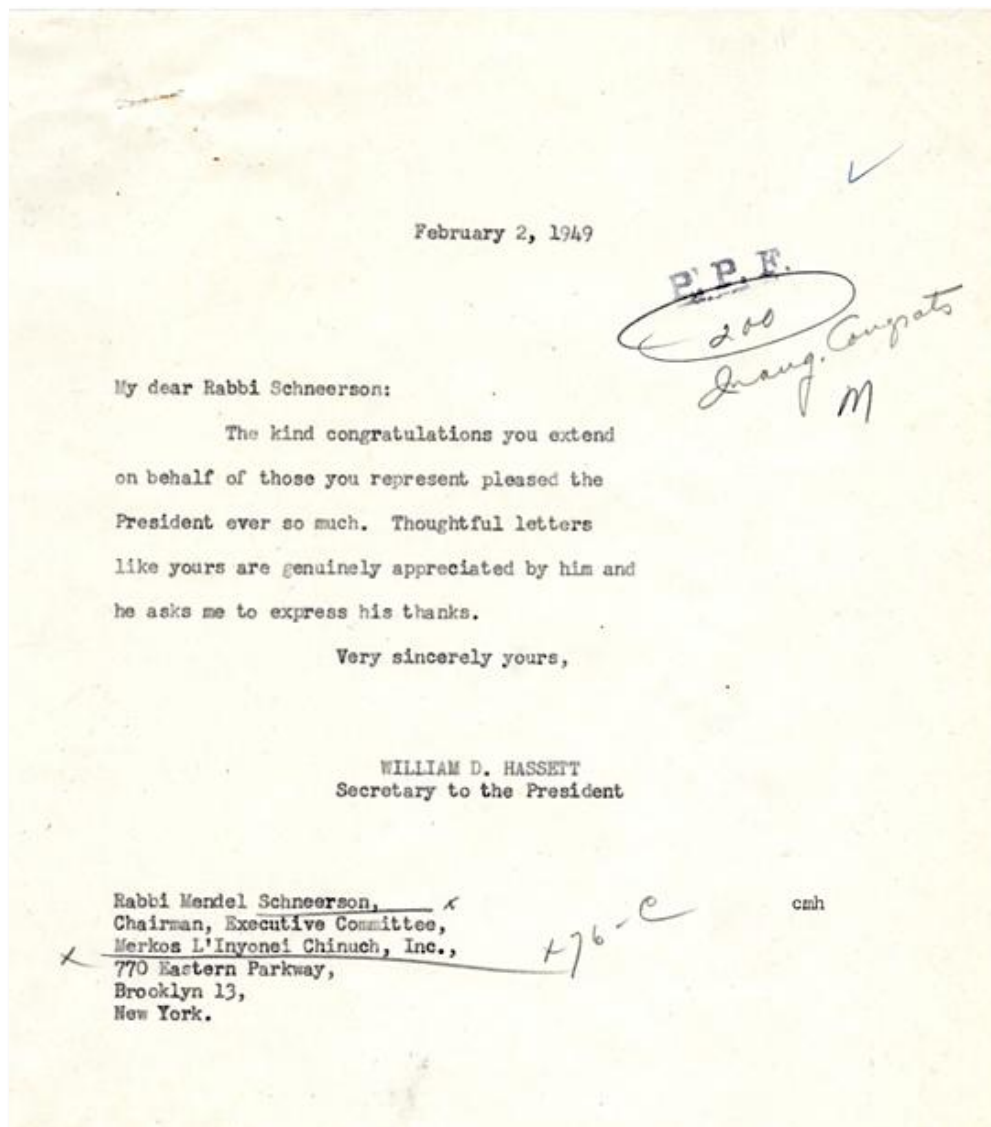 February 2, 1949
P.P.F.
200
Inaug. Congrats
M
My dear Rabbi Schneerson:
The kind congratulations you extend
on behalf of those you represent pleased the
President ever so much. Thoughtful letters
like yours are genuinely appreciated by him and
he asks me to express his thanks.
Very sincerely yours,
WILLIAM D. HASSETT
Secretary to the President
Rabbi Mendel Schneerson, x
Chairman, Executive Committee,
x Merkos L'Inyonei Chinuch, Inc., x76-C
770 Eastern Parkway,
Brooklyn 13,
New York.
cmh